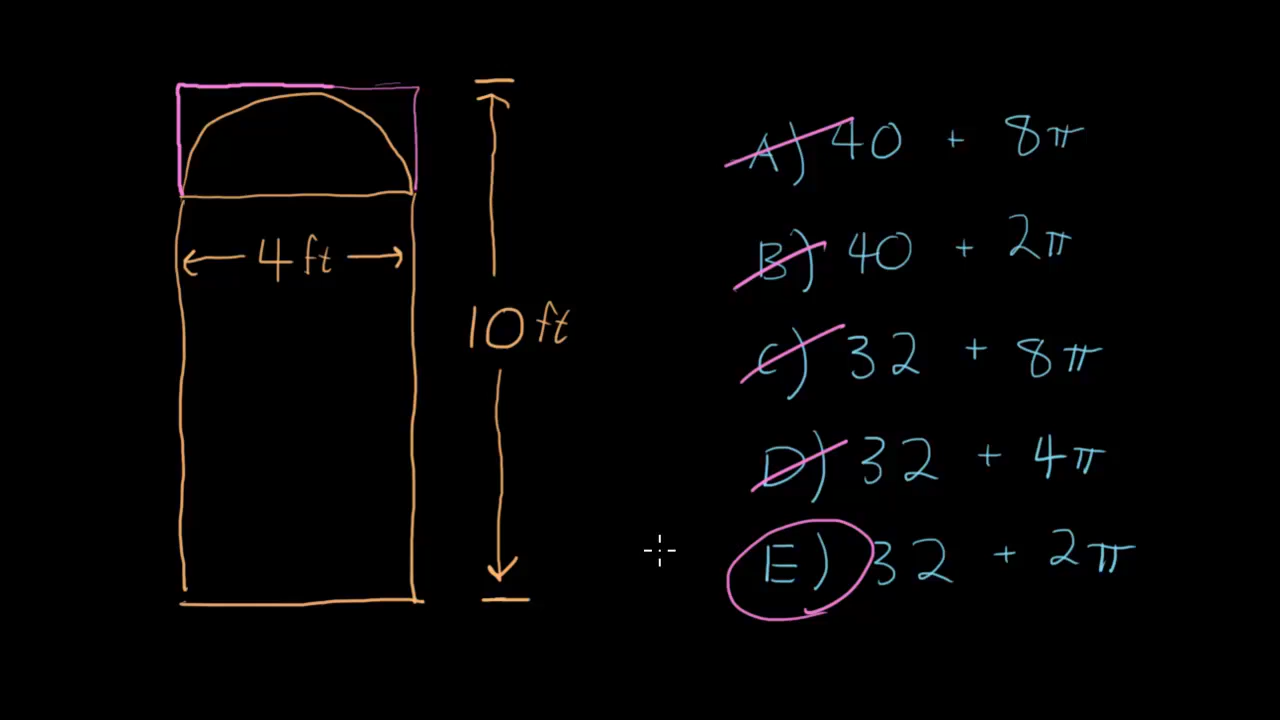 4 ft
10 ft
A) 40 + 8π
B) 40 + 2π
C) 32 + 8π
D) 32 + 4π
E) 32 + 2π